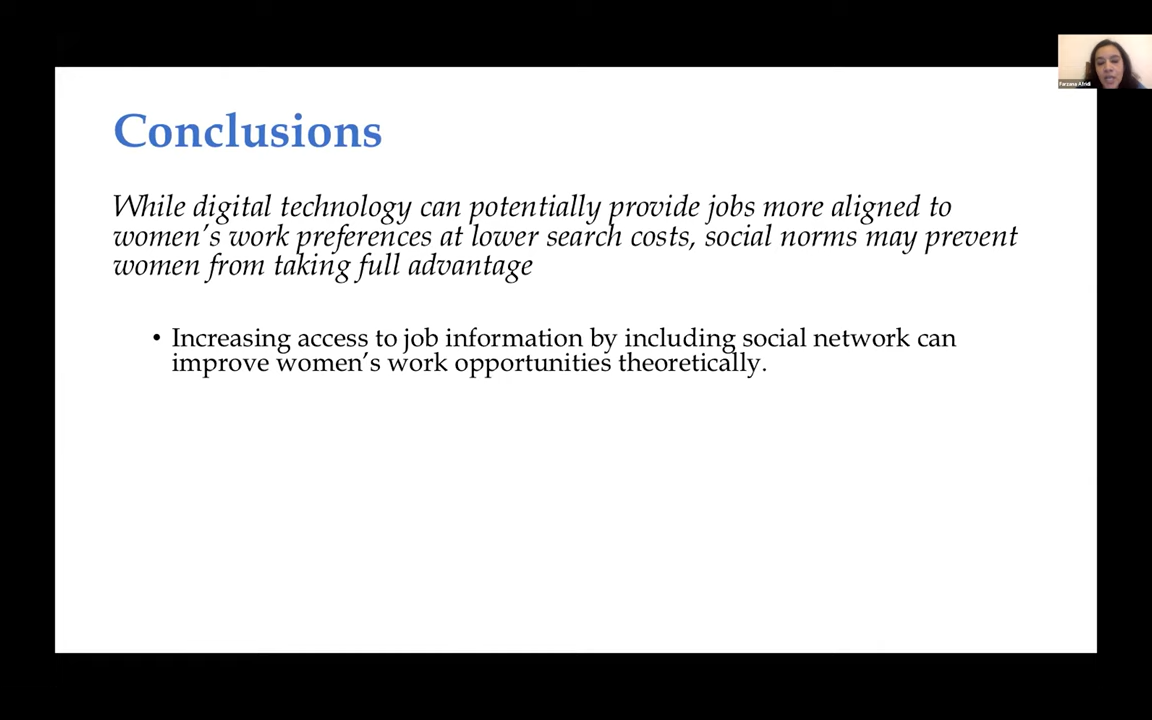 Conclusions
While digital technology can potentially provide jobs more aligned to
women's work preferences at lower search costs, social norms may prevent
women from taking full advantage
• Increasing access to job information by including social network can
improve women's work opportunities theoretically.
Farzana Afridi